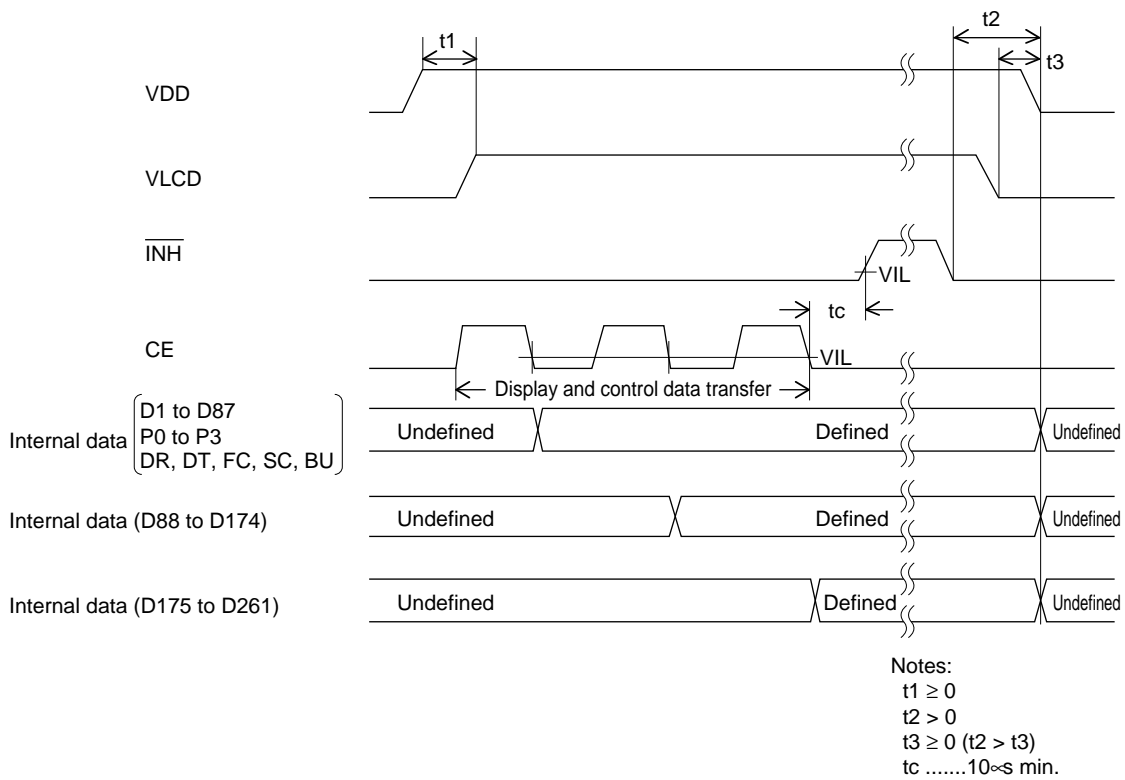 t1
t2
t3
VDD
VLCD
INH
VIL
tc
CE
VIL
Display and control data transfer
Internal data
D1 to D87
P0 to P3
DR, DT, FC, SC, BU
Undefined
Defined
Undefined
Internal data (D88 to D174)
Undefined
Defined
Undefined
Internal data (D175 to D261)
Undefined
Defined
Undefined
Notes:
t1 ≥ 0
t2 > 0
t3 ≥ 0 (t2 > t3)
tc .......10∝s min.